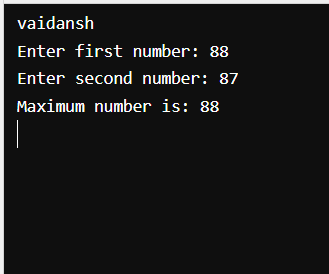 vaidansh
Enter first number: 88
Enter second number: 87
Maximum number is: 88